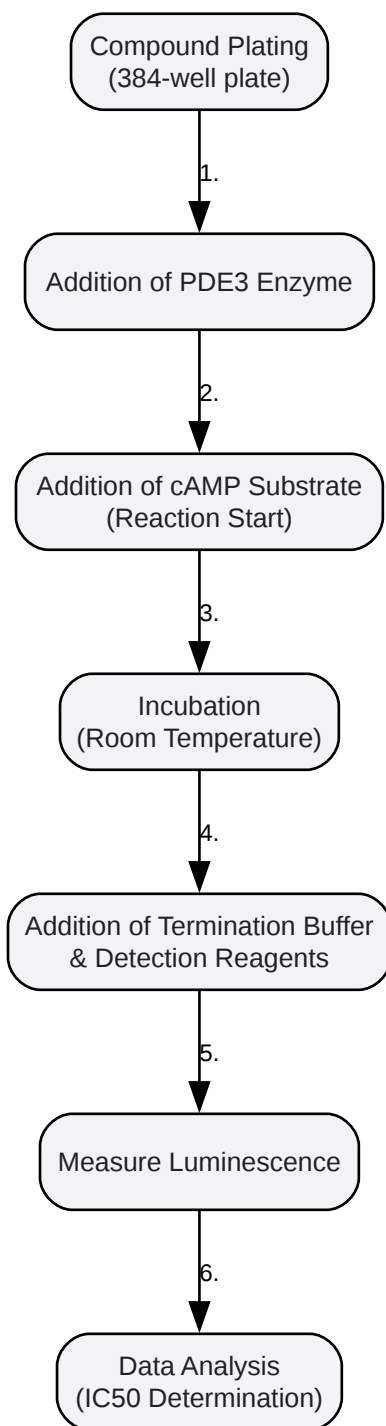 Compound Plating
(384-well plate)
1.
Addition of PDE3 Enzyme
2.
Addition of cAMP Substrate
(Reaction Start)
3.
Incubation
(Room Temperature)
4.
Addition of Termination Buffer
& Detection Reagents
5.
Measure Luminescence
6.
Data Analysis
(IC50 Determination)